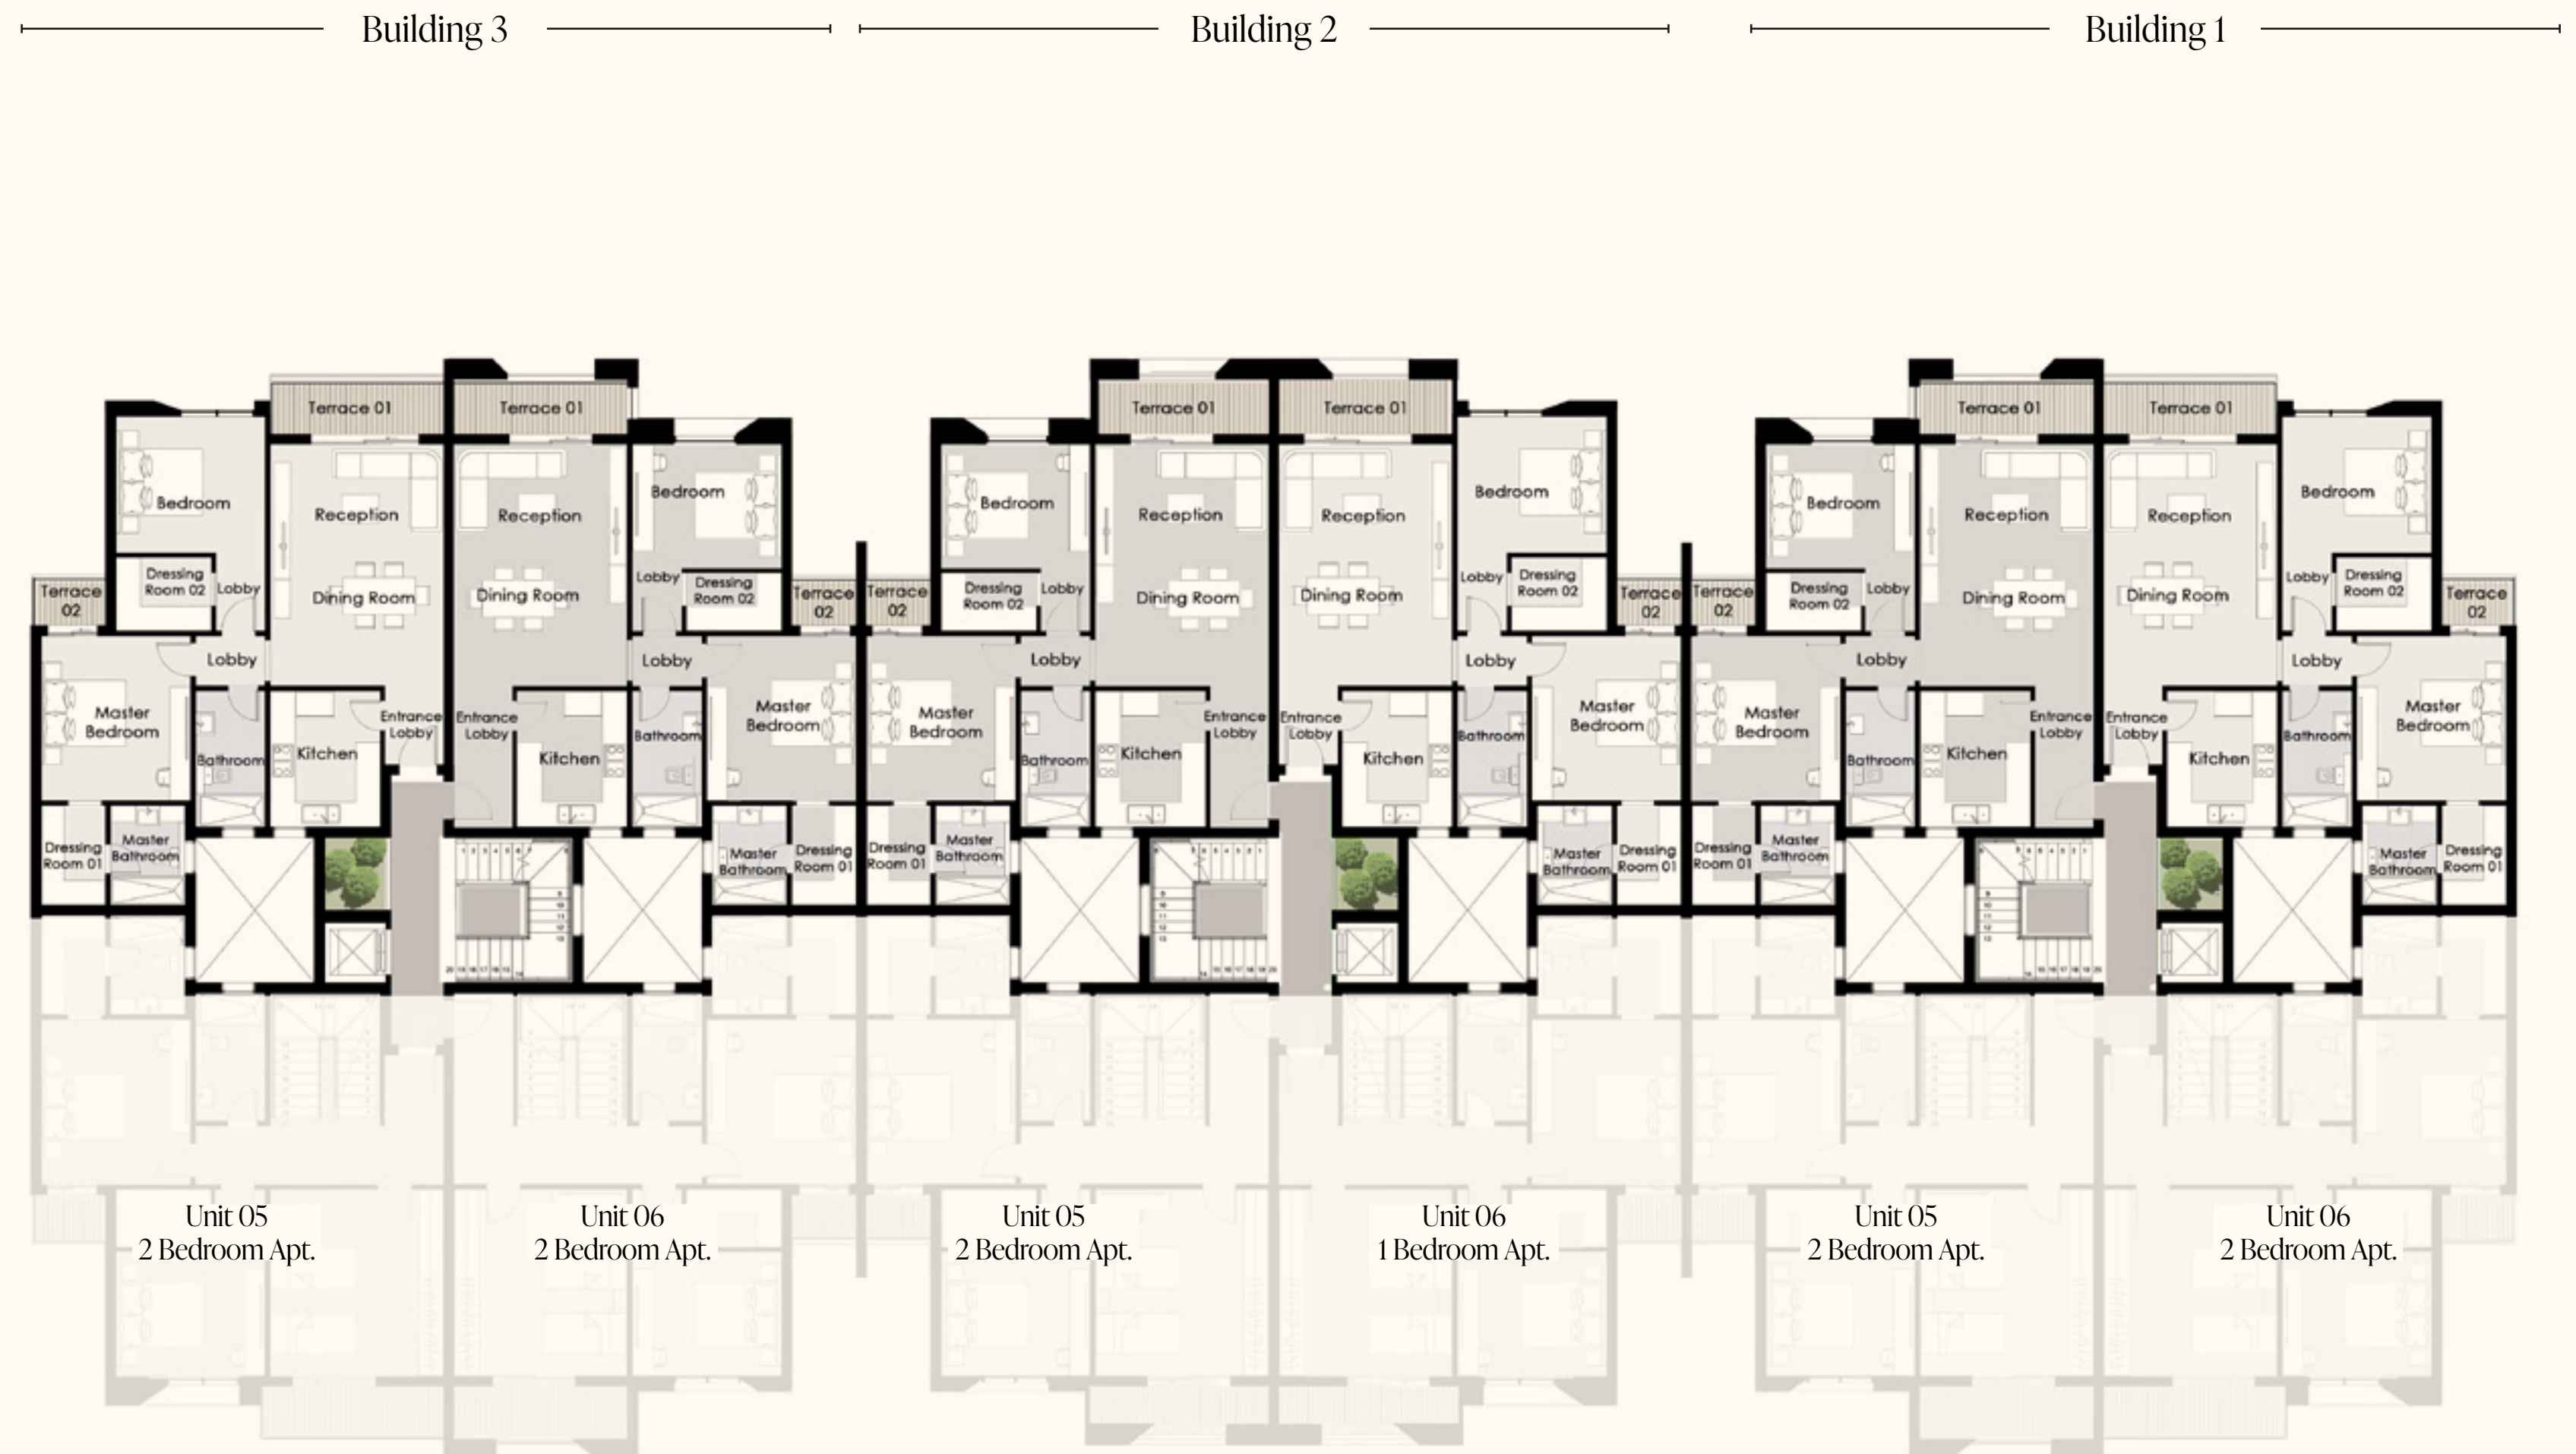 Building 3
Building 2
Building 1
Terrace 01
Terrace 01
Bedroom
Reception
Dining Room
Dressing
Room 02
Lobby
Terrace
02
Lobby
Master
Bedroom
Bathroom
Kitchen
Entrance
Lobby
Dressing
Room 01
Master
Bathroom
Reception
Dining Room
Bedroom
Lobby
Dressing
Room 02
Terrace
02
Lobby
Entrance
Lobby
Kitchen
Bathroom
Master
Bedroom
Master
Bathroom
Dressing
Room 01
Terrace 01
Terrace 01
Bedroom
Reception
Dining Room
Dressing
Room 02
Lobby
Terrace
02
Lobby
Master
Bedroom
Bathroom
Kitchen
Entrance
Lobby
Dressing
Room 01
Master
Bathroom
Reception
Dining Room
Bedroom
Lobby
Dressing
Room 02
Terrace
02
Lobby
Entrance
Lobby
Kitchen
Bathroom
Master
Bedroom
Master
Bathroom
Dressing
Room 01
Terrace 01
Terrace 01
Bedroom
Reception
Dining Room
Dressing
Room 02
Lobby
Terrace
02
Lobby
Master
Bedroom
Bathroom
Kitchen
Entrance
Lobby
Dressing
Room 01
Master
Bathroom
Reception
Dining Room
Bedroom
Lobby
Dressing
Room 02
Terrace
02
Lobby
Entrance
Lobby
Kitchen
Bathroom
Master
Bedroom
Master
Bathroom
Dressing
Room 01
Unit 05
2 Bedroom Apt.
Unit 06
2 Bedroom Apt.
Unit 05
2 Bedroom Apt.
Unit 06
1 Bedroom Apt.
Unit 05
2 Bedroom Apt.
Unit 06
2 Bedroom Apt.